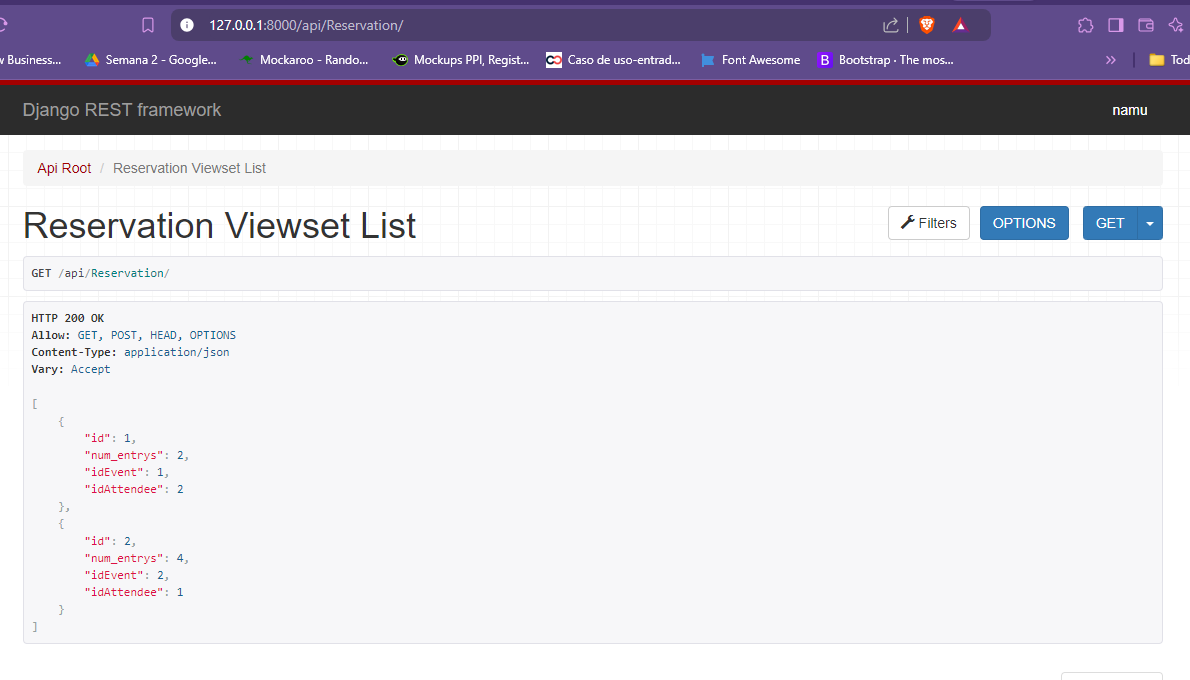 127.0.0.1:8000/api/Reservation/
Business... Semana 2 - Google... Mockaroo - Rando... Mockups PPI, Regist... Caso de uso-entrad... Font Awesome B Bootstrap · The mos... »
Django REST framework namu
Api Root / Reservation Viewset List
Reservation Viewset List Filters OPTIONS GET
GET /api/Reservation/
HTTP 200 OK
Allow: GET, POST, HEAD, OPTIONS
Content-Type: application/json
Vary: Accept
[
{
"id": 1,
"num_entrys": 2,
"idEvent": 1,
"idAttendee": 2
},
{
"id": 2,
"num_entrys": 4,
"idEvent": 2,
"idAttendee": 1
}
]